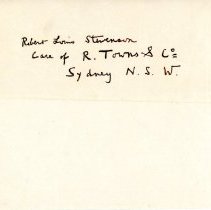 Robert Louis Stevenson
Care of R. Towns & Co
Sydney N. S. W.